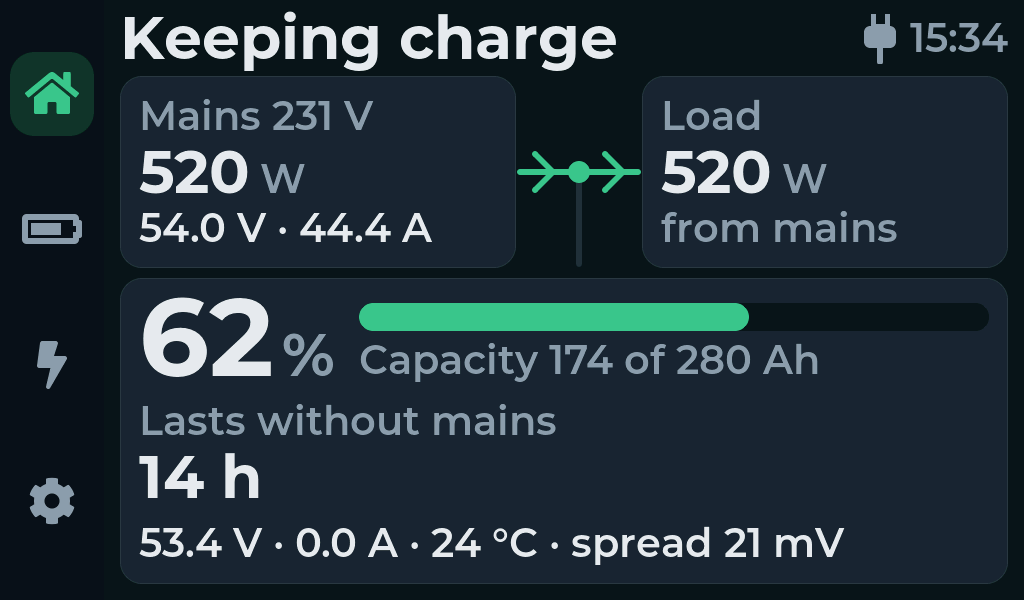 Keeping charge
15:34
Mains 231 V
520 W
54.0 V · 44.4 A
Load
520 W
from mains
62 %
Capacity 174 of 280 Ah
Lasts without mains
14 h
53.4 V · 0.0 A · 24 °C · spread 21 mV